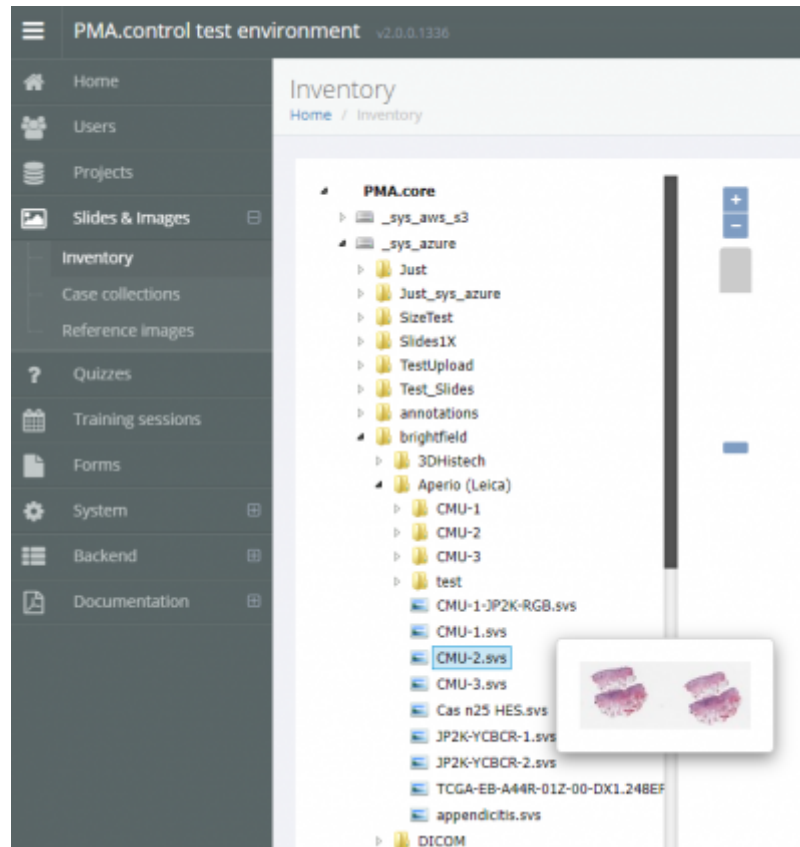 PMA.control test environment v2.0.0.1336
Home
Users
Projects
Slides & Images
Inventory
Case collections
Reference images
Quizzes
Training sessions
Forms
System
Backend
Documentation
Inventory
Home / Inventory
PMA.core
_sys_aws_s3
_sys_azure
Just
Just_sys_azure
SizeTest
Slides1X
TestUpload
Test_Slides
annotations
brightfield
3DHistech
Aperio (Leica)
CMU-1
CMU-2
CMU-3
test
CMU-1-JP2K-RGB.svs
CMU-1.svs
CMU-2.svs
CMU-3.svs
Cas n25 HES.svs
JP2K-YCBCR-1.svs
JP2K-YCBCR-2.svs
TCGA-EB-A44R-01Z-00-DX1.248EF
appendicitis.svs
DICOM